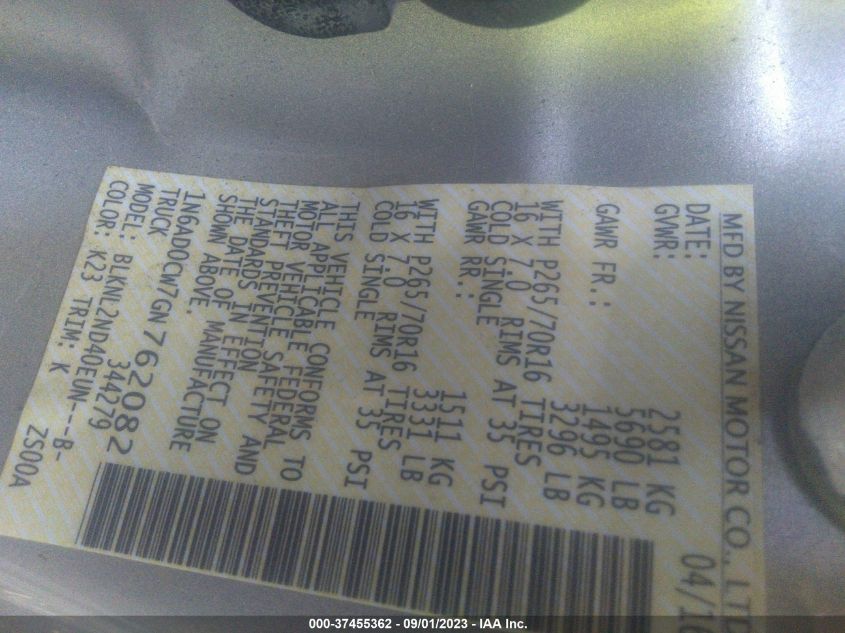 MFD BY NISSAN MOTOR CO., LTD
DATE: 04/16
GVWR: 2581 KG
5690 LB
GAWR FR.: 1495 KG
3296 LB
WITH P265/70R16 TIRES
16 X 7.0 RIMS AT 35 PSI
COLD SINGLE
GAWR RR.: 1511 KG
3331 LB
WITH P265/70R16 TIRES
16 X 7.0 RIMS AT 35 PSI
COLD SINGLE
THIS VEHICLE CONFORMS TO
ALL APPLICABLE FEDERAL
MOTOR VEHICLE SAFETY AND
THEFT PREVENTION
STANDARDS IN EFFECT ON
THE DATE OF MANUFACTURE
SHOWN ABOVE.
1N6AD0CW7GN762082
TRUCK 344279
MODEL: BLKNL2ND40EUN---B-
COLOR: K23 TRIM: K ZS00A
000-37455362 - 09/01/2023 - IAA Inc.